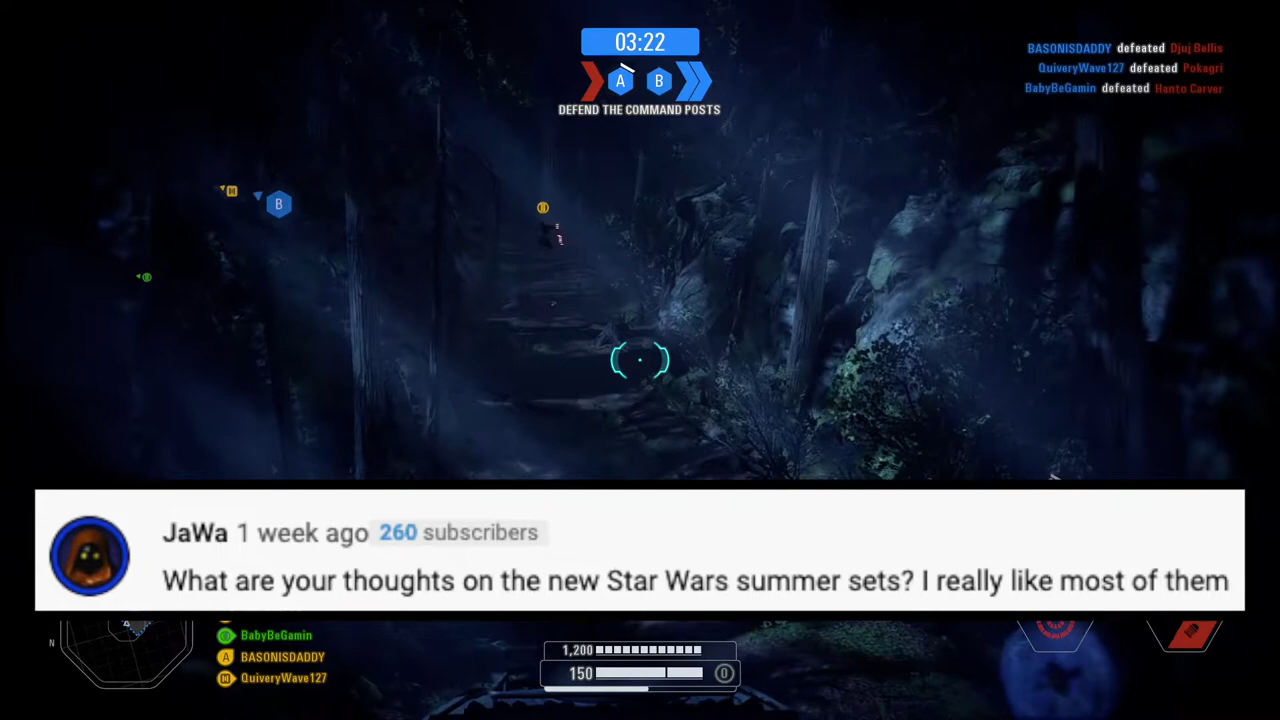 03:22
A B
DEFEND THE COMMAND POSTS
BASONISDADDY defeated Djuj Bellis
QuiveryWave127 defeated Pokagri
BabyBeGamin defeated Hanto Carver
B
JaWa 1 week ago 260 subscribers
What are your thoughts on the new Star Wars summer sets? I really like most of them
N
BabyBeGamin
A BASONISDADDY
QuiveryWave127
1,200
150